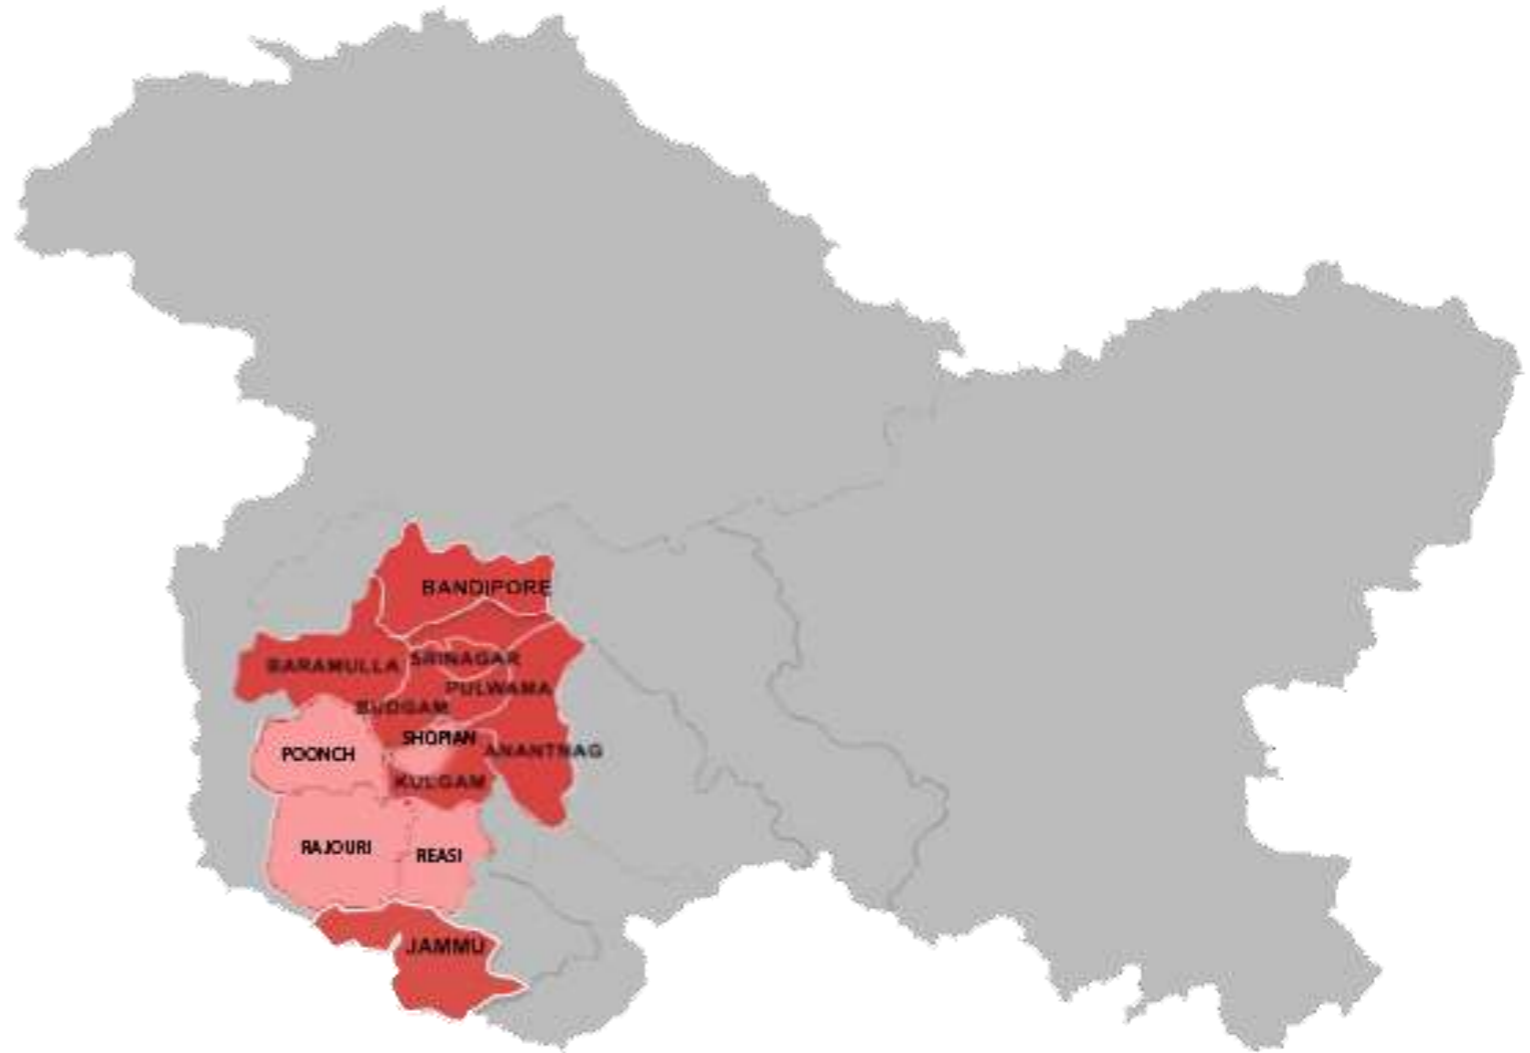 BANDIPORE
BARAMULLA
SRINAGAR
PULWAMA
BUDGAM
SHOPIAN
ANANTNAG
POONCH
KULGAM
RAJOURI
REASI
JAMMU